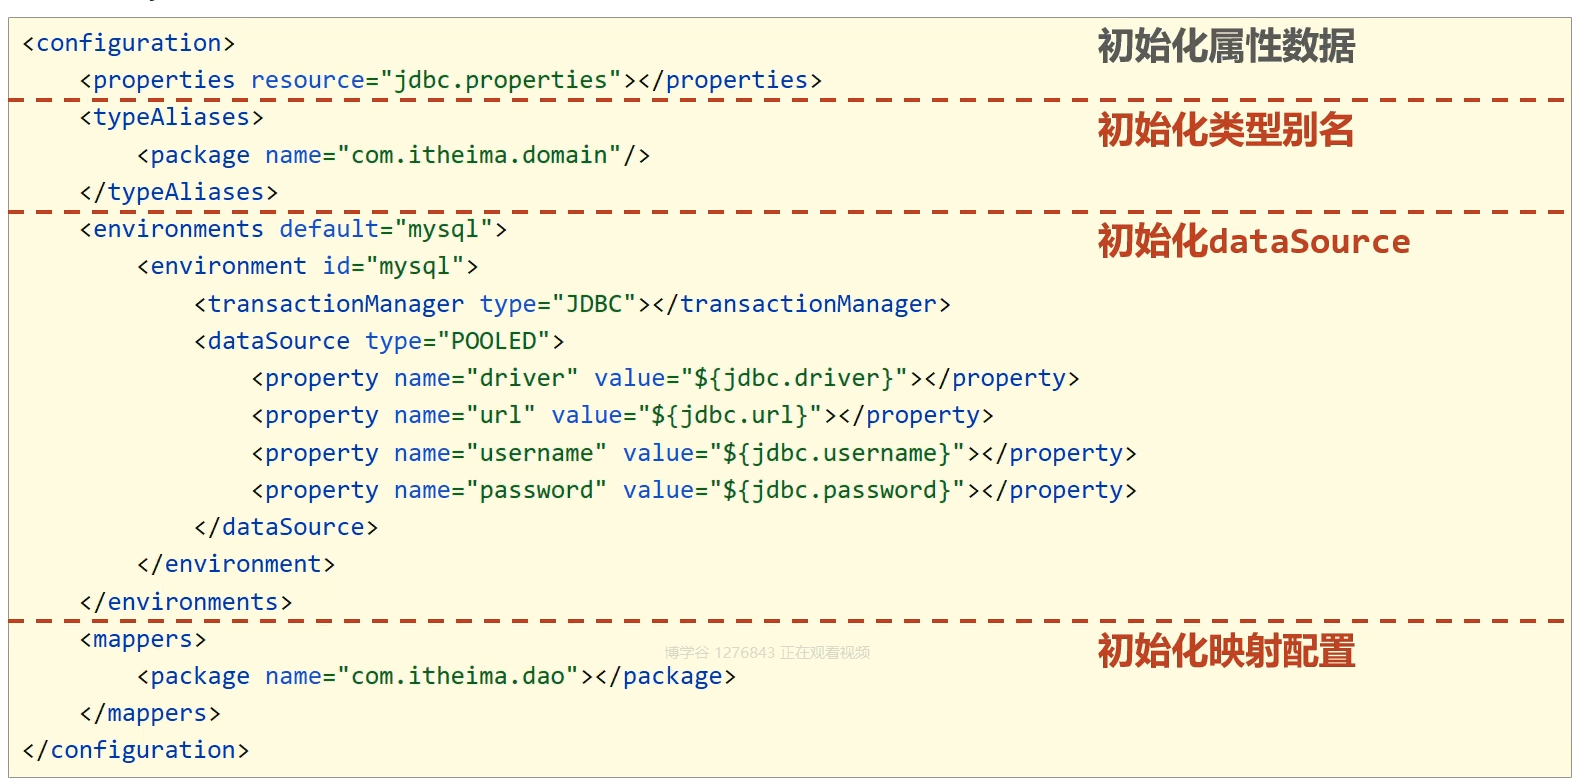 <configuration> 初始化属性数据
    <properties resource="jdbc.properties"></properties>
    <typeAliases> 初始化类型别名
        <package name="com.itheima.domain"/>
    </typeAliases>
    <environments default="mysql"> 初始化dataSource
        <environment id="mysql">
            <transactionManager type="JDBC"></transactionManager>
            <dataSource type="POOLED">
                <property name="driver" value="${jdbc.driver}"></property>
                <property name="url" value="${jdbc.url}"></property>
                <property name="username" value="${jdbc.username}"></property>
                <property name="password" value="${jdbc.password}"></property>
            </dataSource>
        </environment>
    </environments>
    <mappers> 博学谷 1276843 正在观看视频 初始化映射配置
        <package name="com.itheima.dao"></package>
    </mappers>
</configuration>